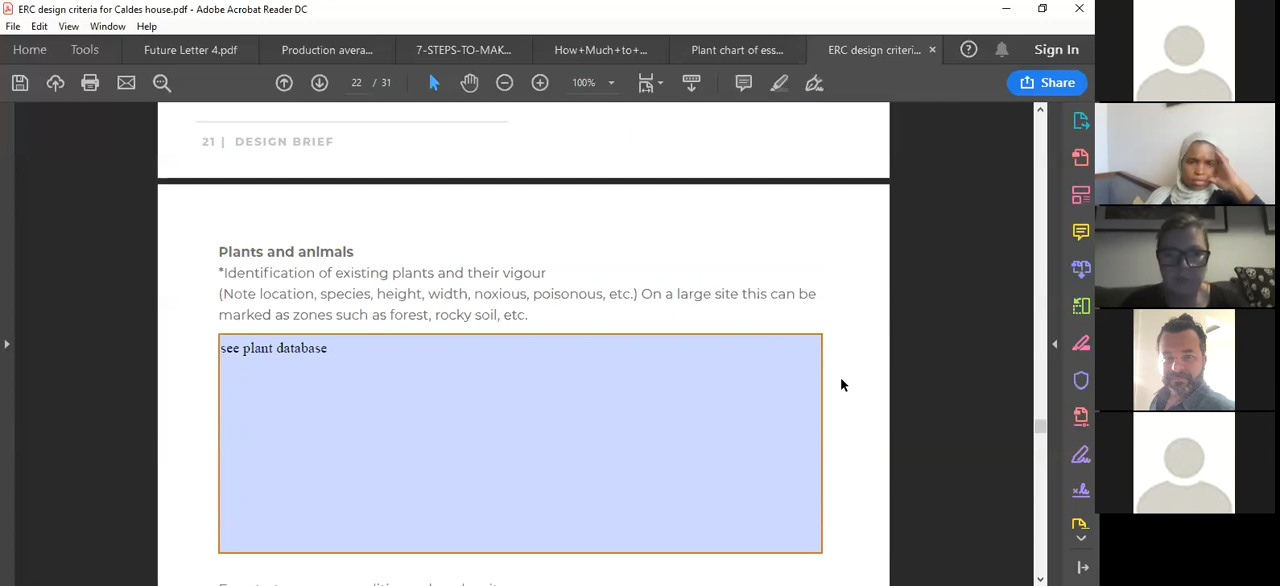 ERC design criteria for Caldes house.pdf - Adobe Acrobat Reader DC
File Edit View Window Help
Home Tools Future Letter 4.pdf Production avera... 7-STEPS-TO-MAK... How+Much+to+... Plant chart of ess... ERC design criteri... × Sign In
22 / 31 100% Share
21 | DESIGN BRIEF
Plants and animals
*Identification of existing plants and their vigour
(Note location, species, height, width, noxious, poisonous, etc.) On a large site this can be
marked as zones such as forest, rocky soil, etc.
see plant database